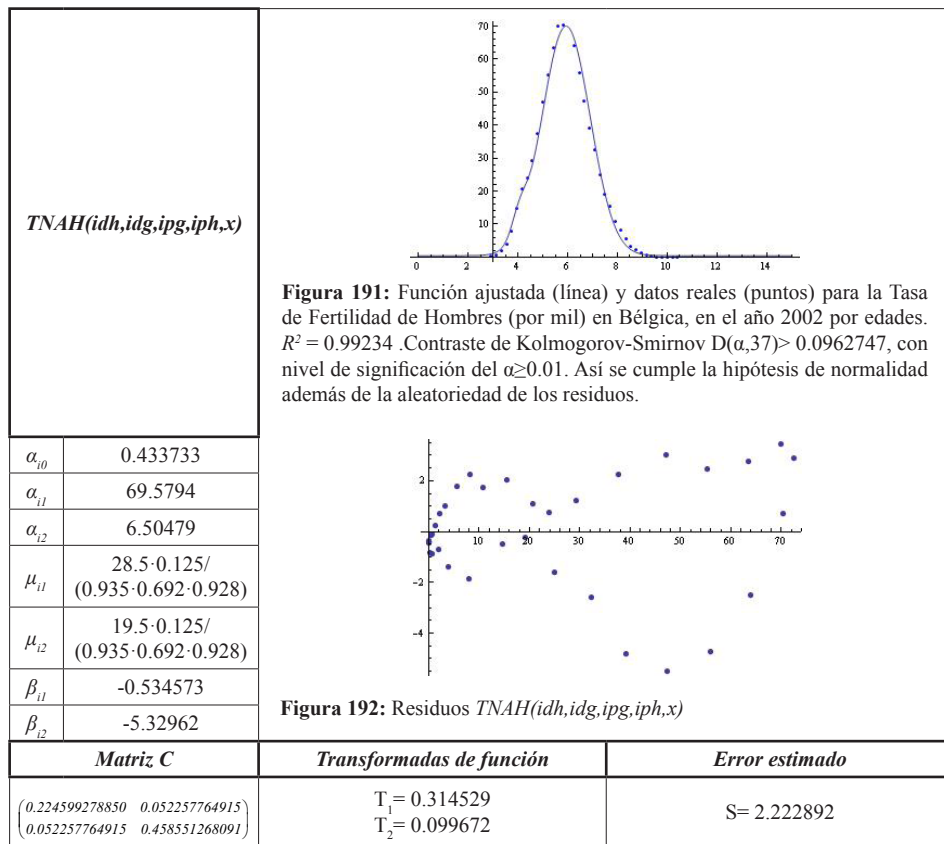 TNAH(idh,idg,ipg,iph,x)
70
60
50
40
30
20
10
0 2 4 6 8 10 12 14
Figura 191: Función ajustada (línea) y datos reales (puntos) para la Tasa
de Fertilidad de Hombres (por mil) en Bélgica, en el año 2002 por edades.
R² = 0.99234 .Contraste de Kolmogorov-Smirnov D(α,37)> 0.0962747, con
nivel de significación del α≥0.01. Así se cumple la hipótesis de normalidad
además de la aleatoriedad de los residuos.
α_i0 0.433733
α_i1 69.5794
α_i2 6.50479
μ_i1 28.5·0.125/
(0.935·0.692·0.928)
μ_i2 19.5·0.125/
(0.935·0.692·0.928)
β_i1 -0.534573
β_i2 -5.32962
2
10 20 30 40 50 60 70
-2
-4
Figura 192: Residuos TNAH(idh,idg,ipg,iph,x)
Matriz C Transformadas de función Error estimado
0.224599278850 0.052257764915
0.052257764915 0.458551268091
T₁= 0.314529
T₂= 0.099672
S= 2.222892